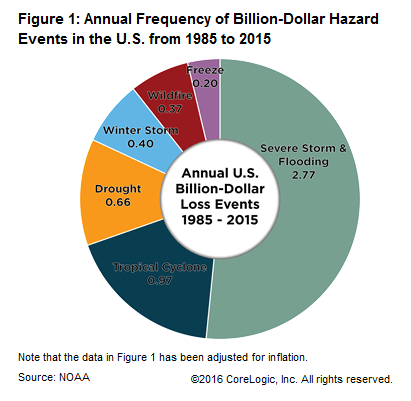 Figure 1: Annual Frequency of Billion-Dollar Hazard
Events in the U.S. from 1985 to 2015
Freeze
0.20
Wildfire
0.37
Winter Storm
0.40
Severe Storm &
Flooding
2.77
Annual U.S.
Billion-Dollar
Loss Events
1985 - 2015
Drought
0.66
Tropical Cyclone
0.97
Note that the data in Figure 1 has been adjusted for inflation.
Source: NOAA
©2016 CoreLogic, Inc. All rights reserved.